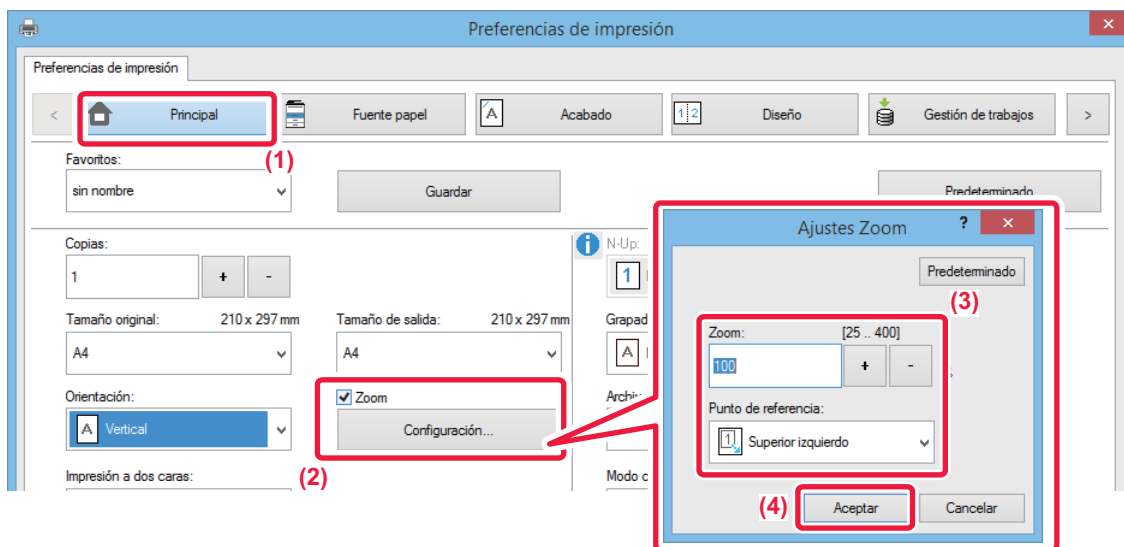 Preferencias de impresión
Preferencias de impresión
< Principal Fuente papel Acabado Diseño Gestión de trabajos >
(1)
Favoritos:
sin nombre Guardar Predeterminado
Copias: N-Up:
1 + - 1
Tamaño original: 210 x 297 mm Tamaño de salida: 210 x 297 mm
A4 A4
Orientación: Zoom
Vertical Configuración...
(2)
Impresión a dos caras:
Ajustes Zoom ?
Predeterminado
(3)
Zoom: [25 .. 400]
100 + -
Punto de referencia:
Superior izquierdo
(4) Aceptar Cancelar